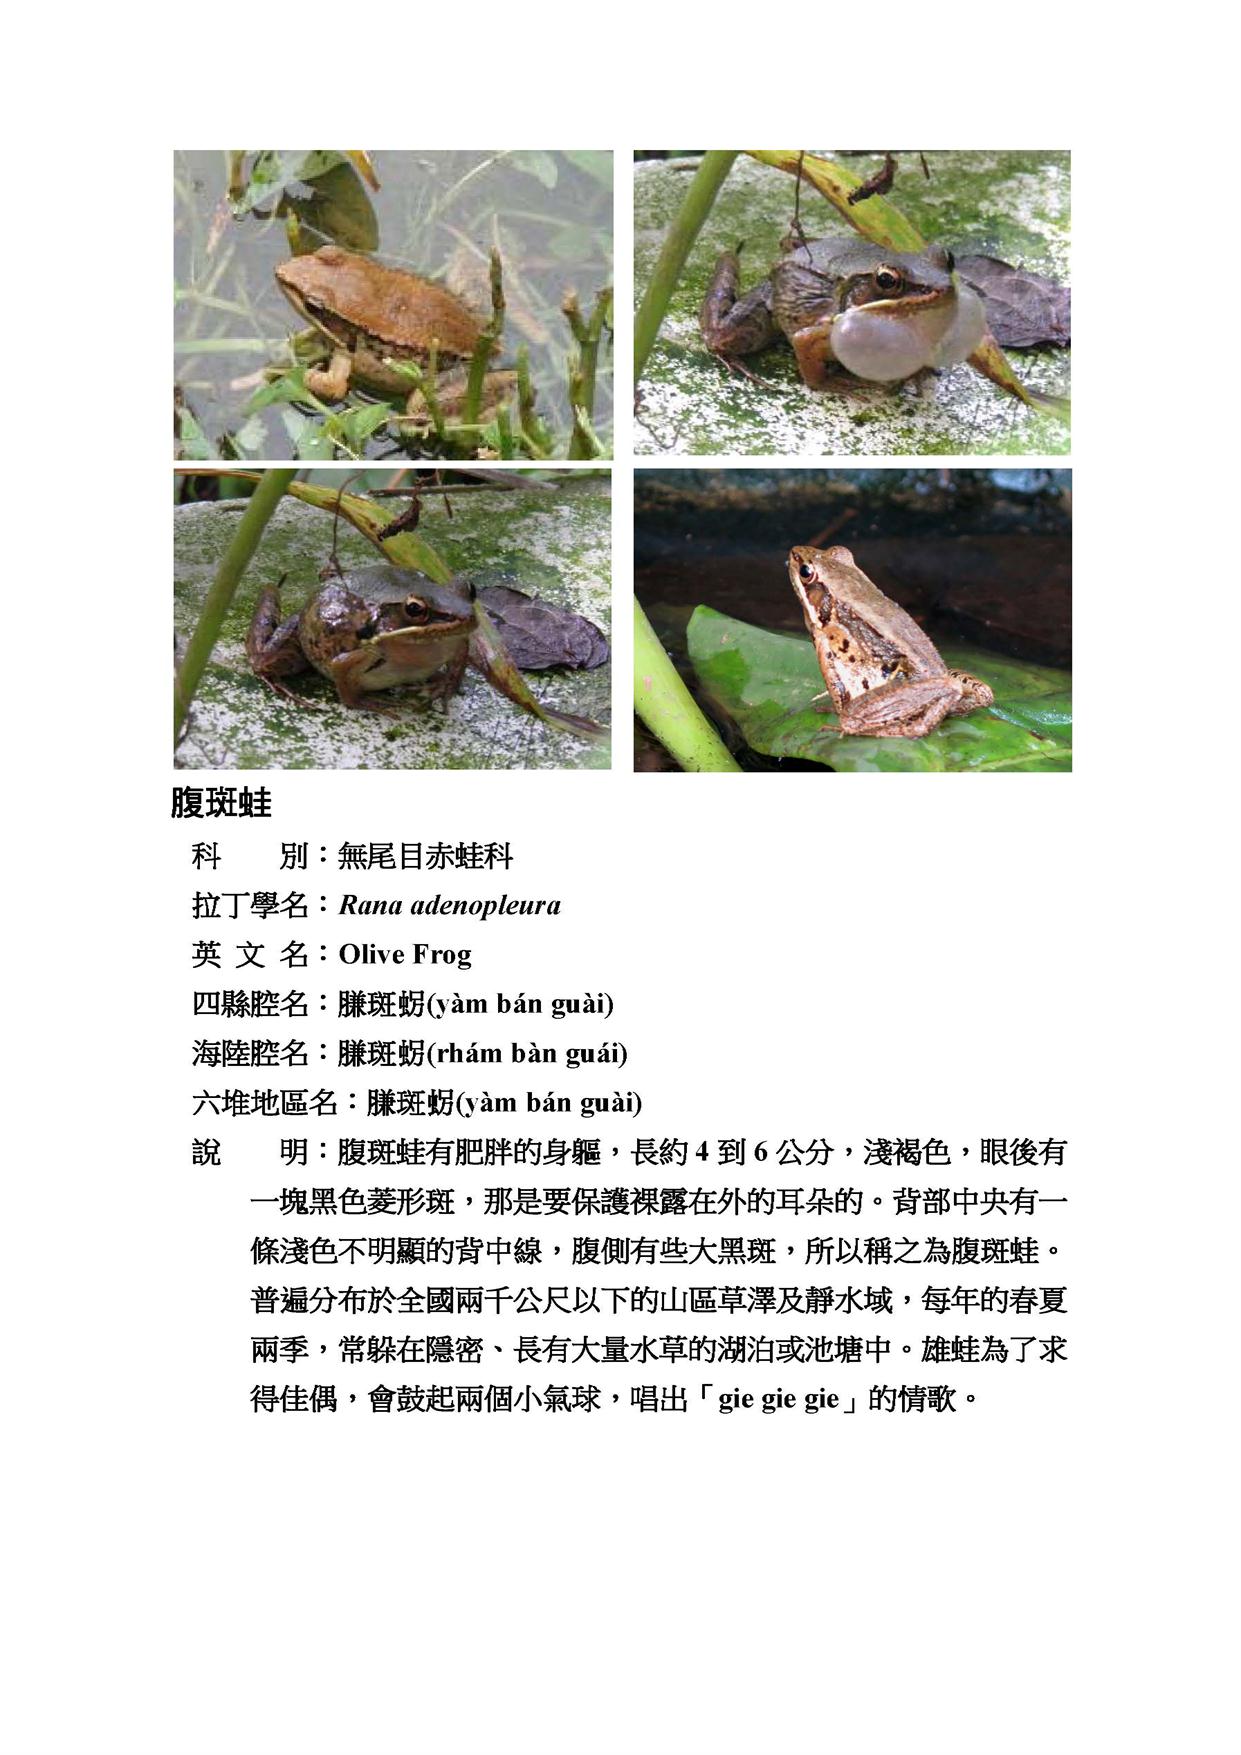 腹斑蛙
科　　別：無尾目赤蛙科
拉丁學名：Rana adenopleura
英 文 名：Olive Frog
四縣腔名：膁斑蜴(yàm bán guài)
海陸腔名：膁斑蜴(rhám bàn guái)
六堆地區名：膁斑蜴(yàm bán guài)
說　　明：腹斑蛙有肥胖的身軀，長約 4 到 6 公分，淺褐色，眼後有
一塊黑色菱形斑，那是要保護裸露在外的耳朵的。背部中央有一
條淺色不明顯的背中線，腹側有些大黑斑，所以稱之為腹斑蛙。
普遍分布於全國兩千公尺以下的山區草澤及靜水域，每年的春夏
兩季，常躲在隱密、長有大量水草的湖泊或池塘中。雄蛙為了求
得佳偶，會鼓起兩個小氣球，唱出「gie gie gie」的情歌。